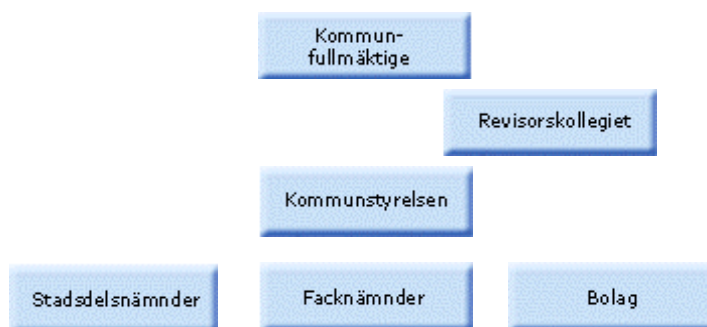 Kommun-
fullmäktige
Revisorskollegiet
Kommunstyrelsen
Stadsdelsnämnder
Facknämnder
Bolag